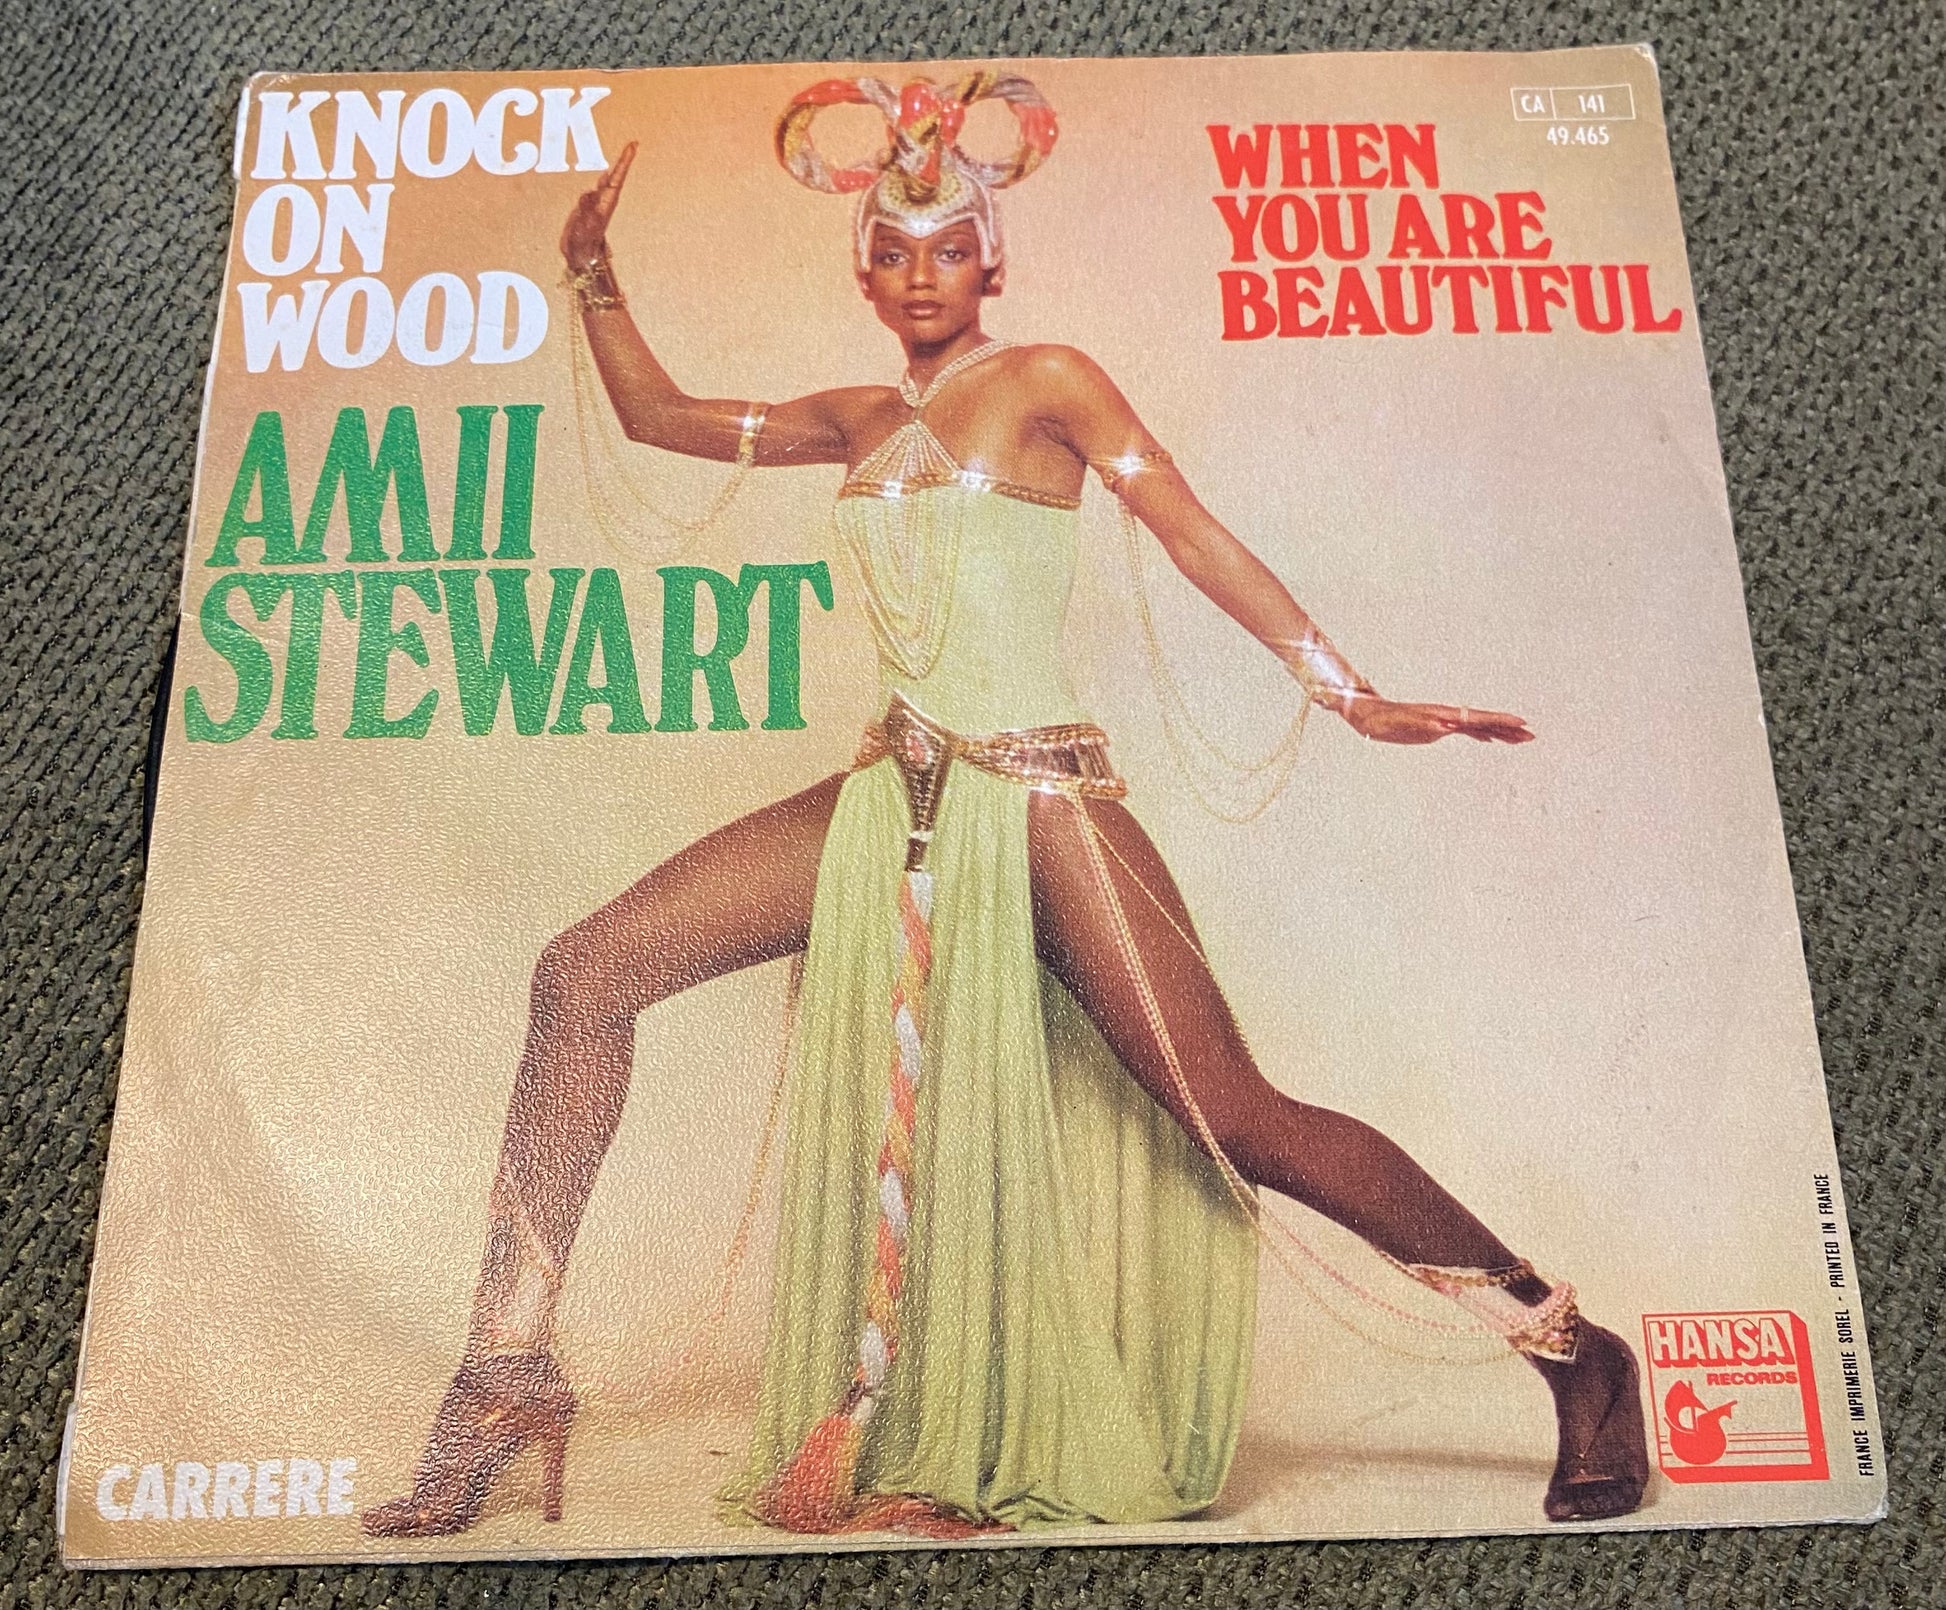 KNOCK
ON
WOOD
AMII
STEWART
WHEN
YOU ARE
BEAUTIFUL
CA 141
49.465
CARRERE
HANSA
RECORDS
FRANCE IMPRIMERIE SOREL - PRINTED IN FRANCE